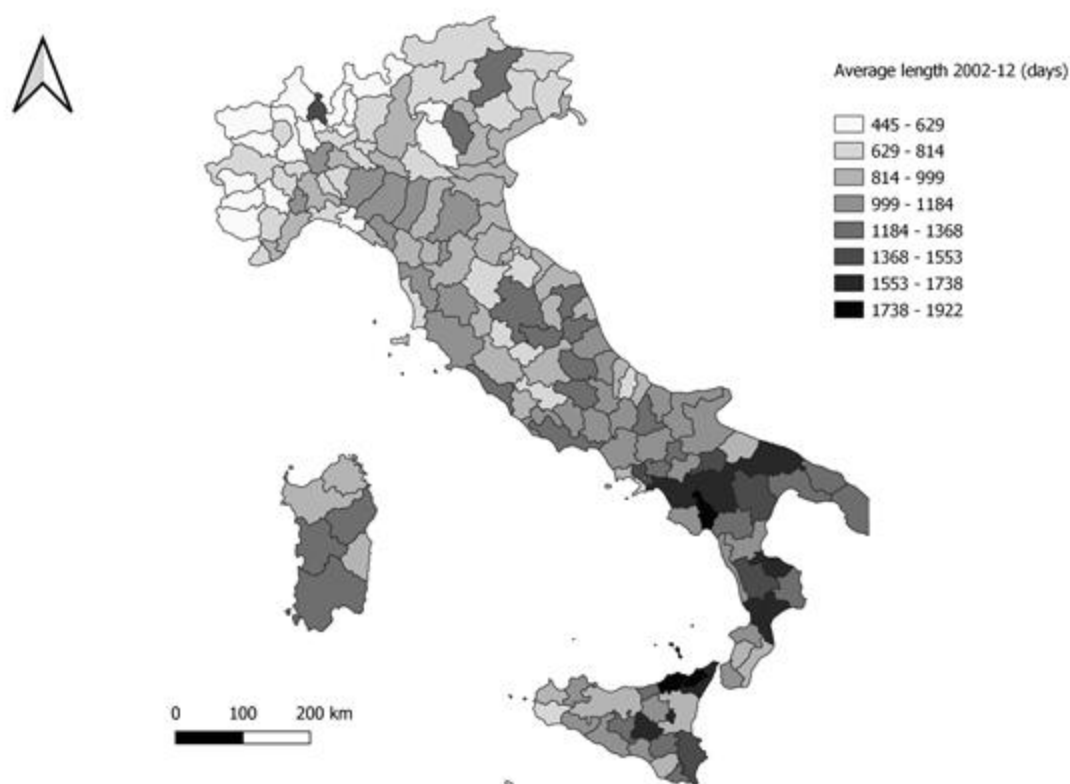 Average length 2002-12 (days)
445 - 629
629 - 814
814 - 999
999 - 1184
1184 - 1368
1368 - 1553
1553 - 1738
1738 - 1922
0 100 200 km